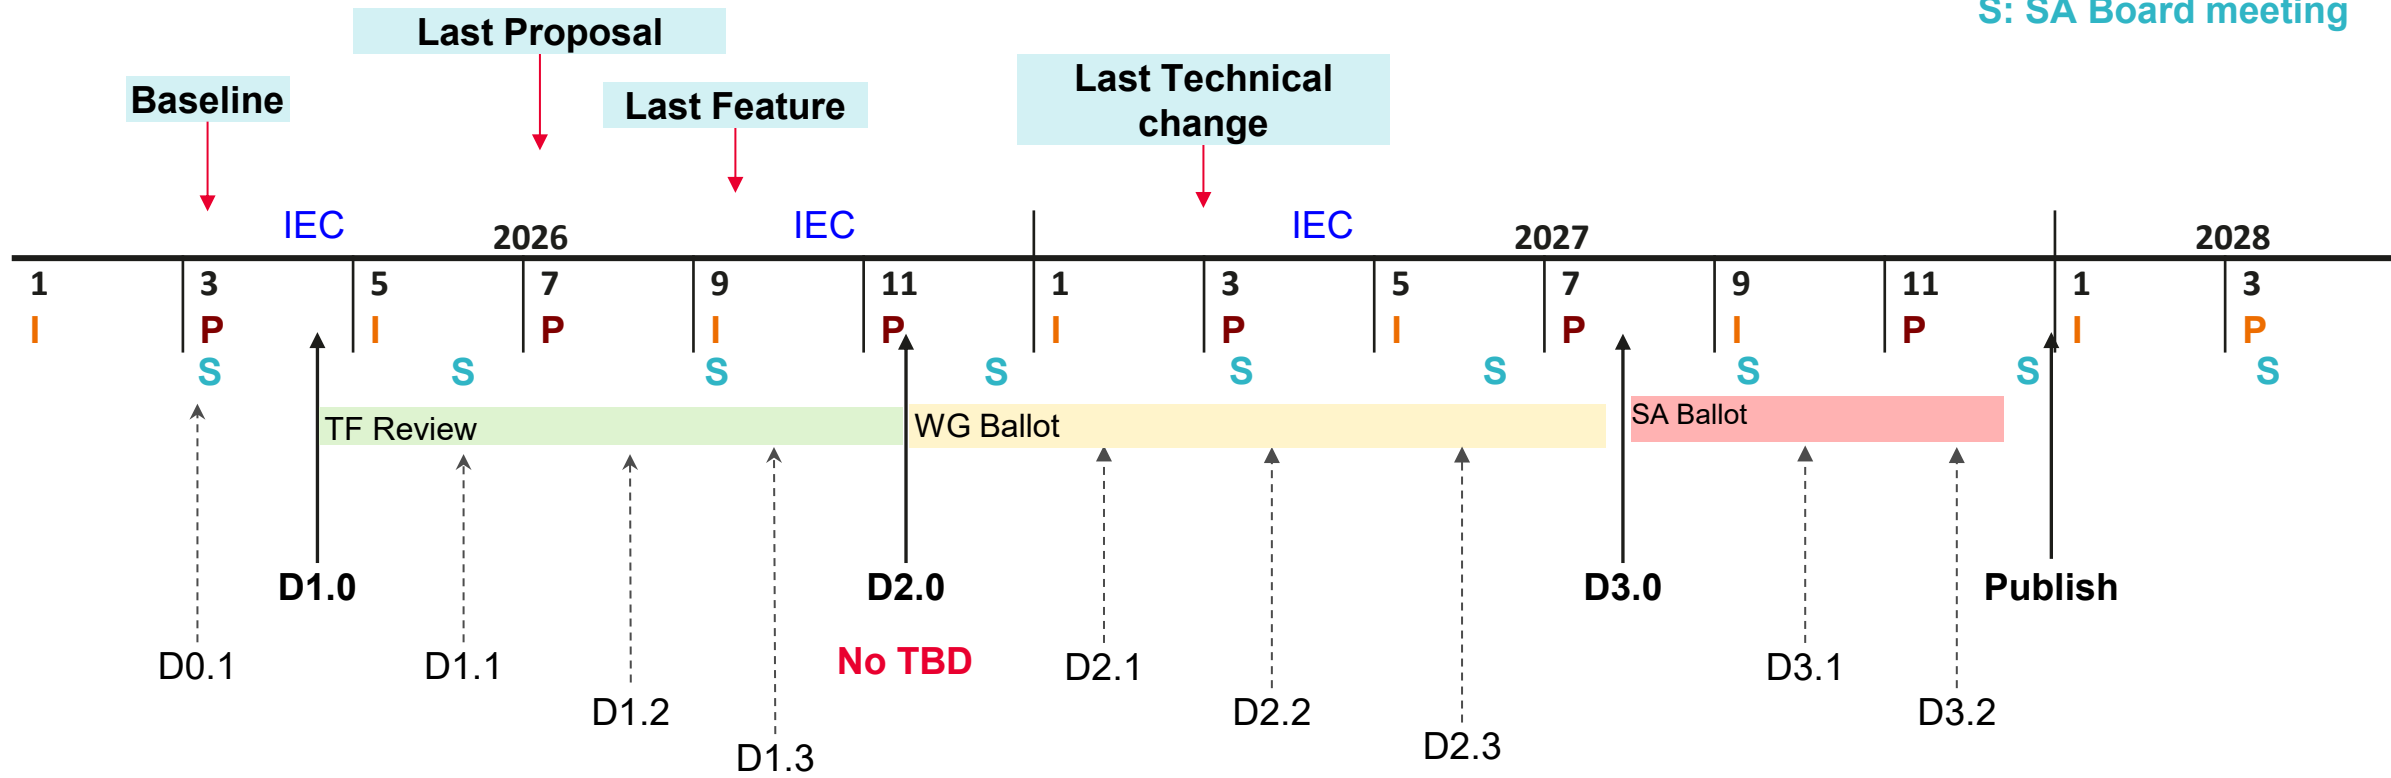 S: SA Board meeting
Last Proposal
Baseline
Last Feature
Last Technical
change
IEC
2026
IEC
IEC
2027
2028
1 3 5 7 9 11 1 3 5 7 9 11 1 3
I P I P I P I P I P I P I P
S S S S S S S S S
TF Review
WG Ballot
SA Ballot
D1.0
D2.0
D3.0
Publish
No TBD
D0.1
D1.1
D1.2
D1.3
D2.1
D2.2
D2.3
D3.1
D3.2